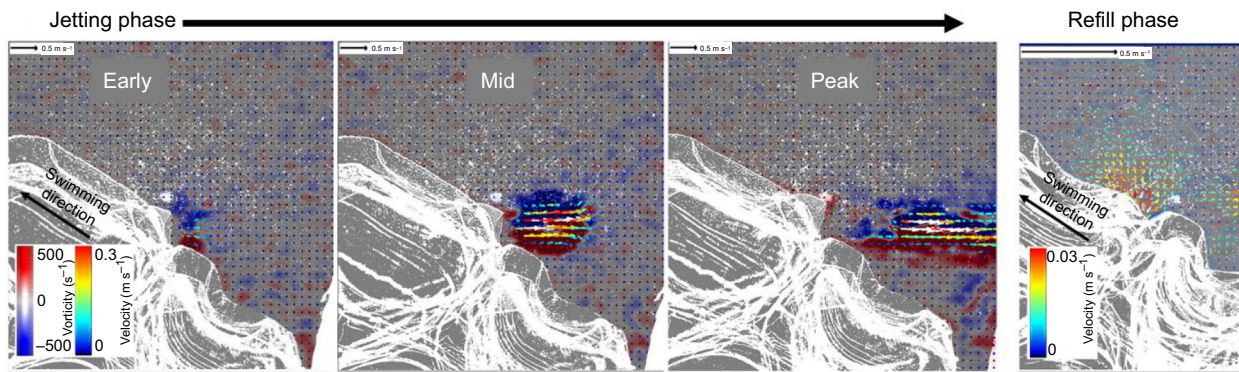 Jetting phase
Refill phase
0.5 m s⁻¹
0.5 m s⁻¹
0.5 m s⁻¹
0.5 m s⁻¹
Early
Mid
Peak
Swimming
direction
Swimming
direction
500
0
–500
Vorticity (s⁻¹)
0.3
0
Velocity (m s⁻¹)
0.03
0
Velocity (m s⁻¹)